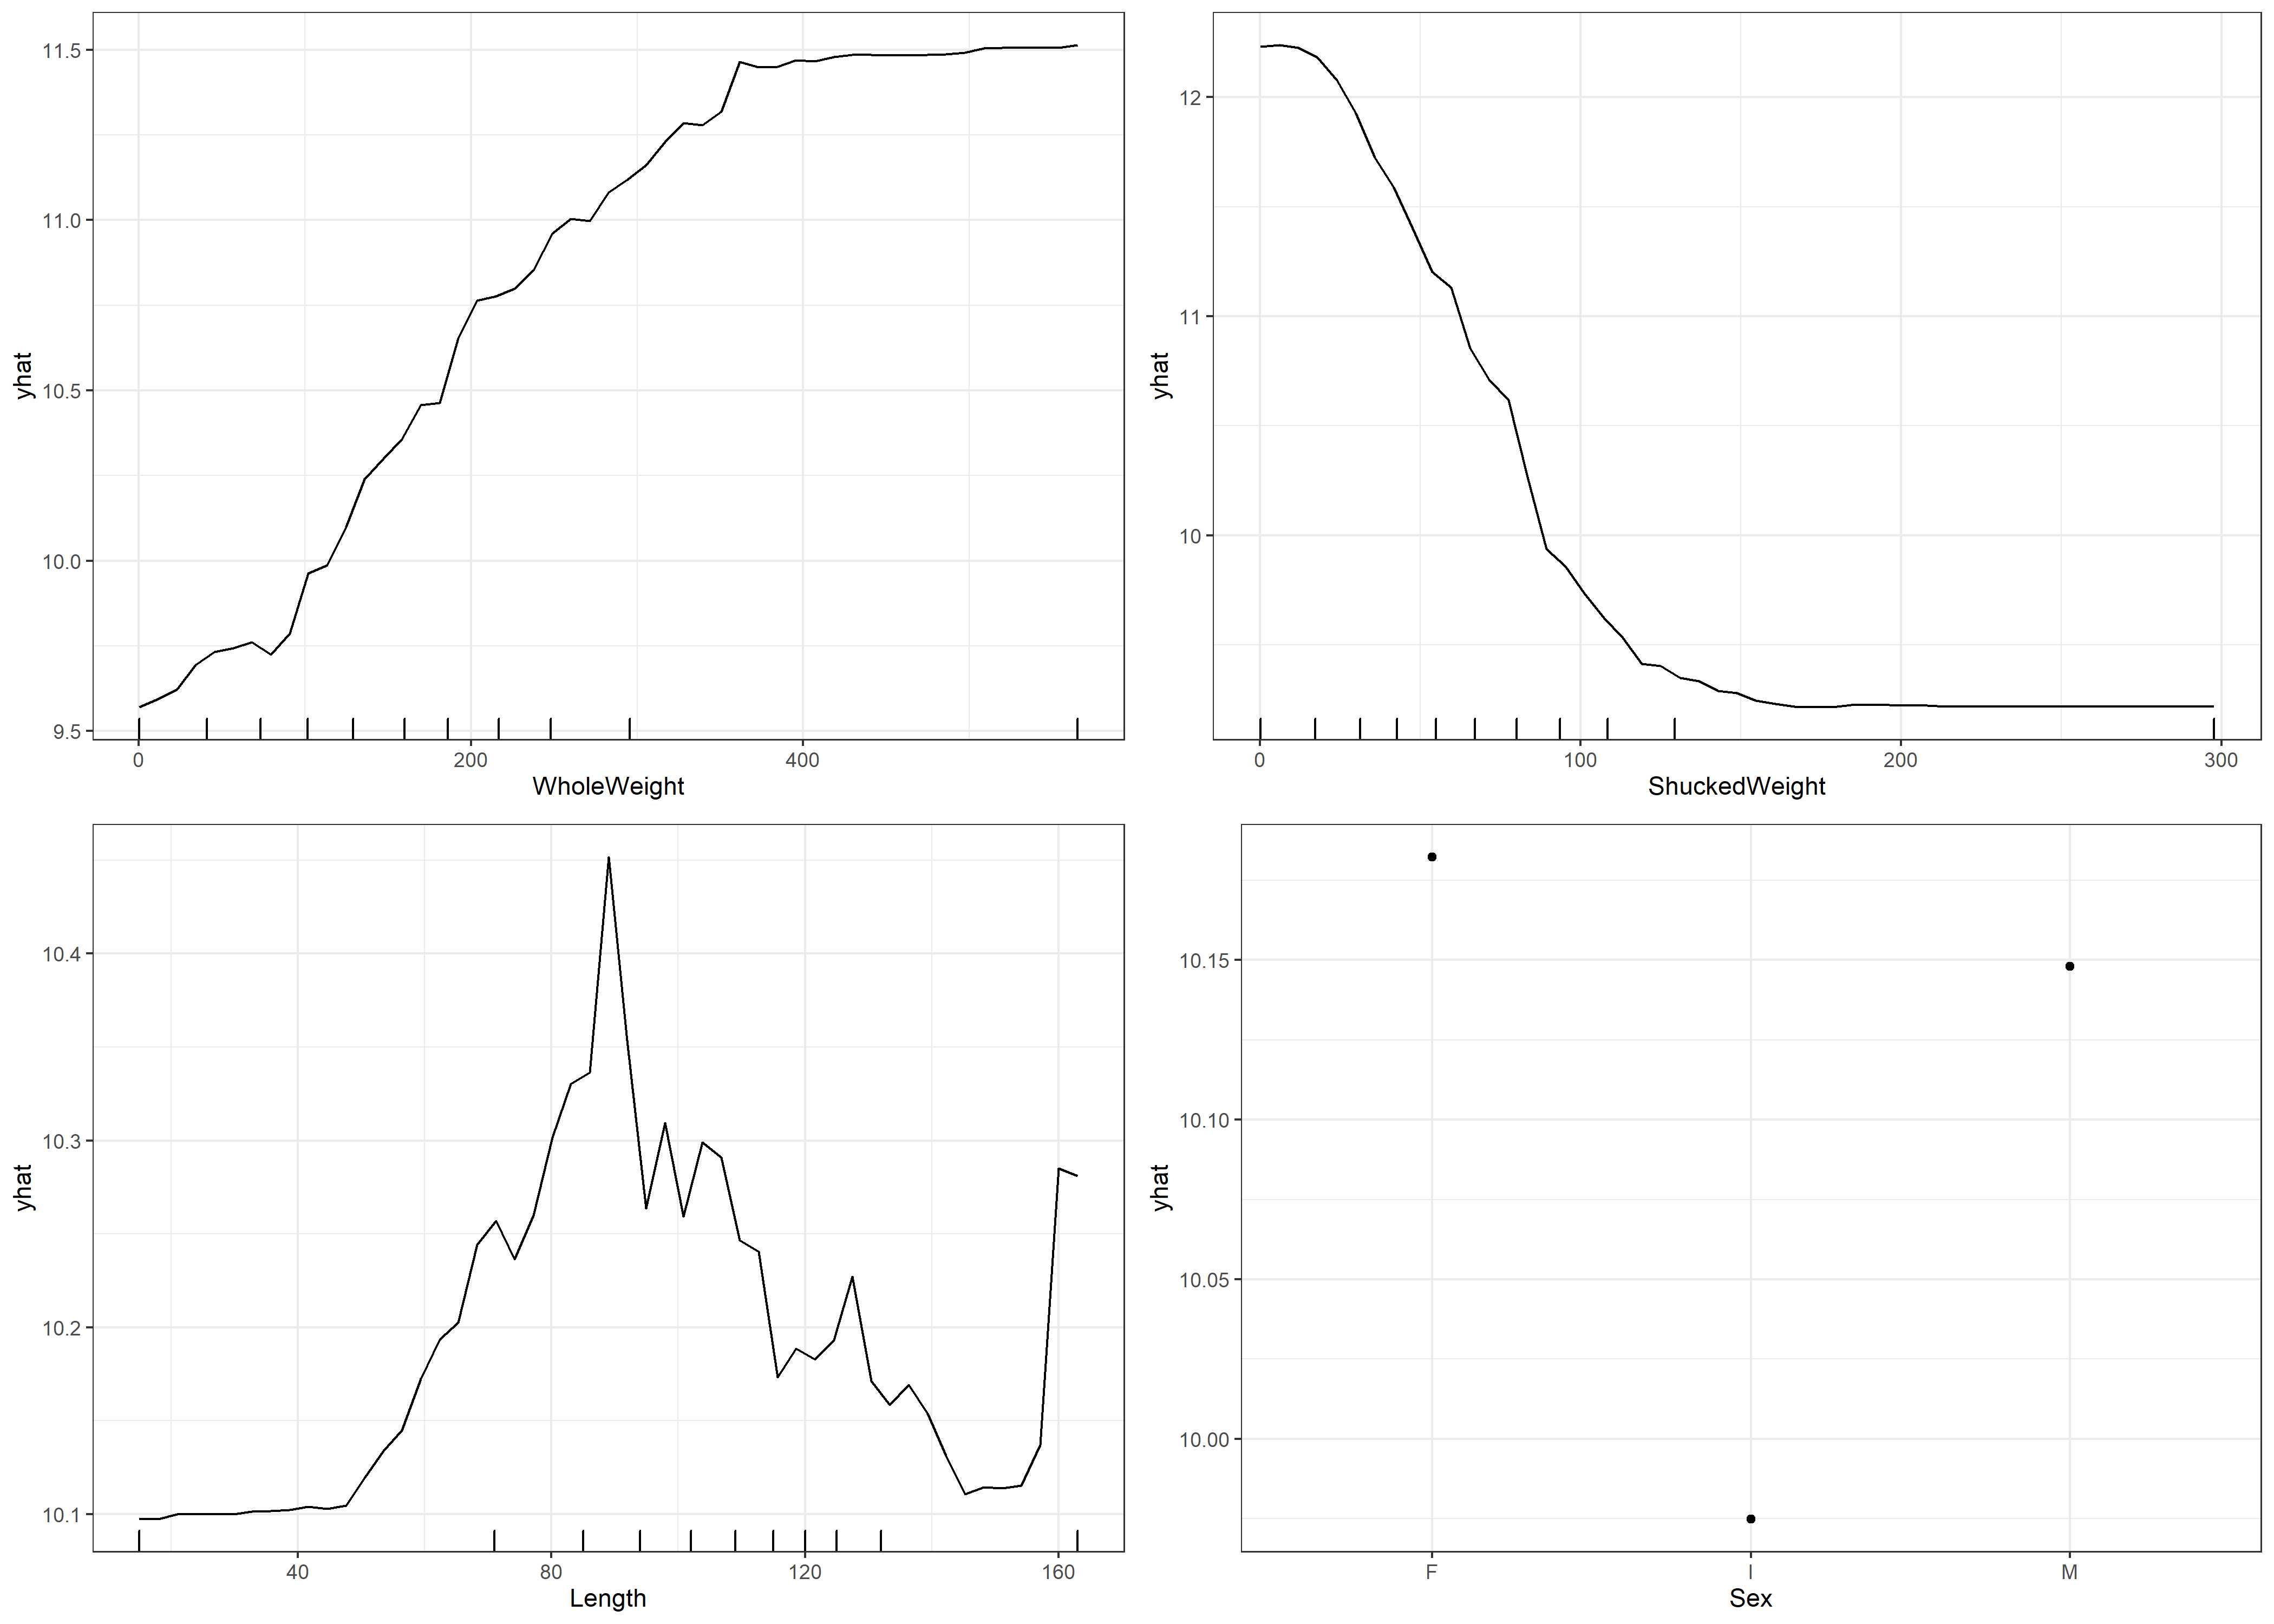 yhat
11.5
11.0
10.5
10.0
9.5
0 200 400
WholeWeight
yhat
12
11
10
0 100 200 300
ShuckedWeight
yhat
10.4
10.3
10.2
10.1
40 80 120 160
Length
yhat
10.15
10.10
10.05
10.00
F I M
Sex